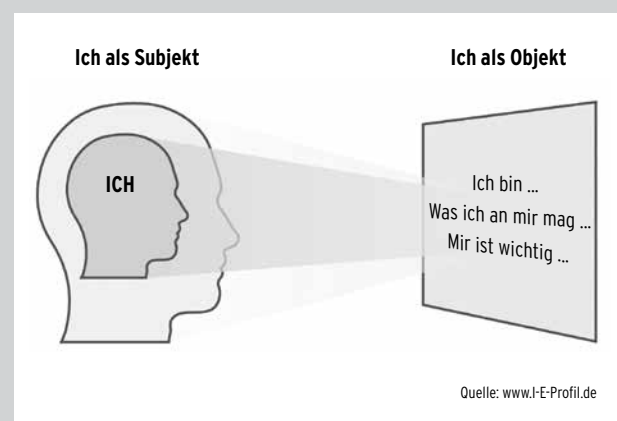 Ich als Subjekt
Ich als Objekt
ICH
Ich bin ...
Was ich an mir mag ...
Mir ist wichtig ...
Quelle: www.I-E-Profil.de